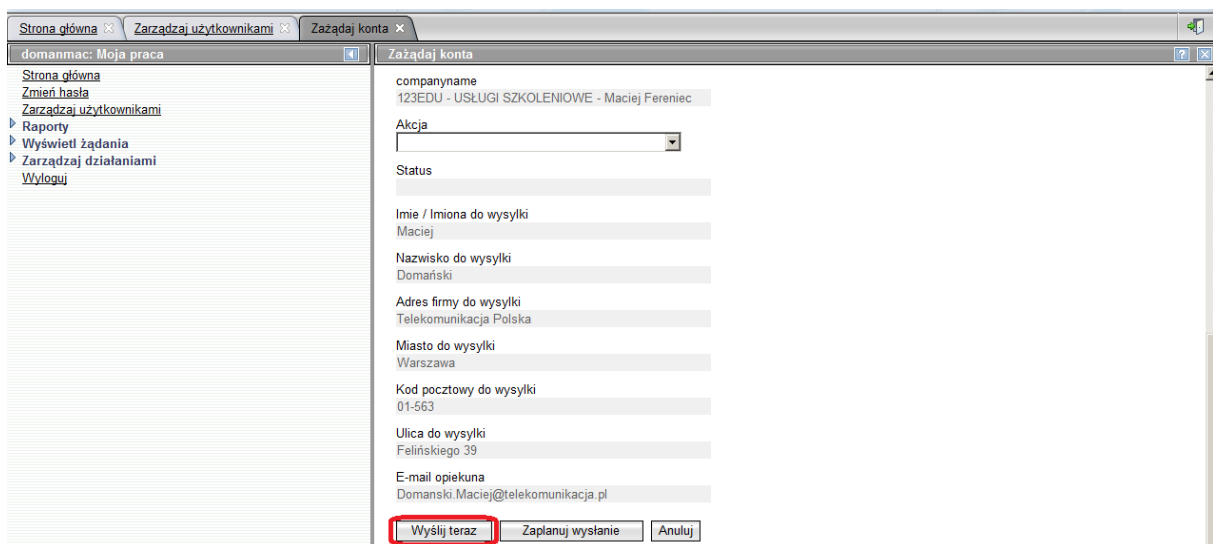 Strona główna Zarządzaj użytkownikami Zażądaj konta
domanmac: Moja praca
Strona główna
Zmień hasła
Zarządzaj użytkownikami
Raporty
Wyświetl żądania
Zarządzaj działaniami
Wyloguj
Zażądaj konta ?
companyname
123EDU - USŁUGI SZKOLENIOWE - Maciej Fereniec
Akcja
Status
Imie / Imiona do wysylki
Maciej
Nazwisko do wysylki
Domański
Adres firmy do wysylki
Telekomunikacja Polska
Miasto do wysylki
Warszawa
Kod pocztowy do wysylki
01-563
Ulica do wysylki
Felińskiego 39
E-mail opiekuna
Domanski.Maciej@telekomunikacja.pl
Wyślij teraz Zaplanuj wysłanie Anuluj